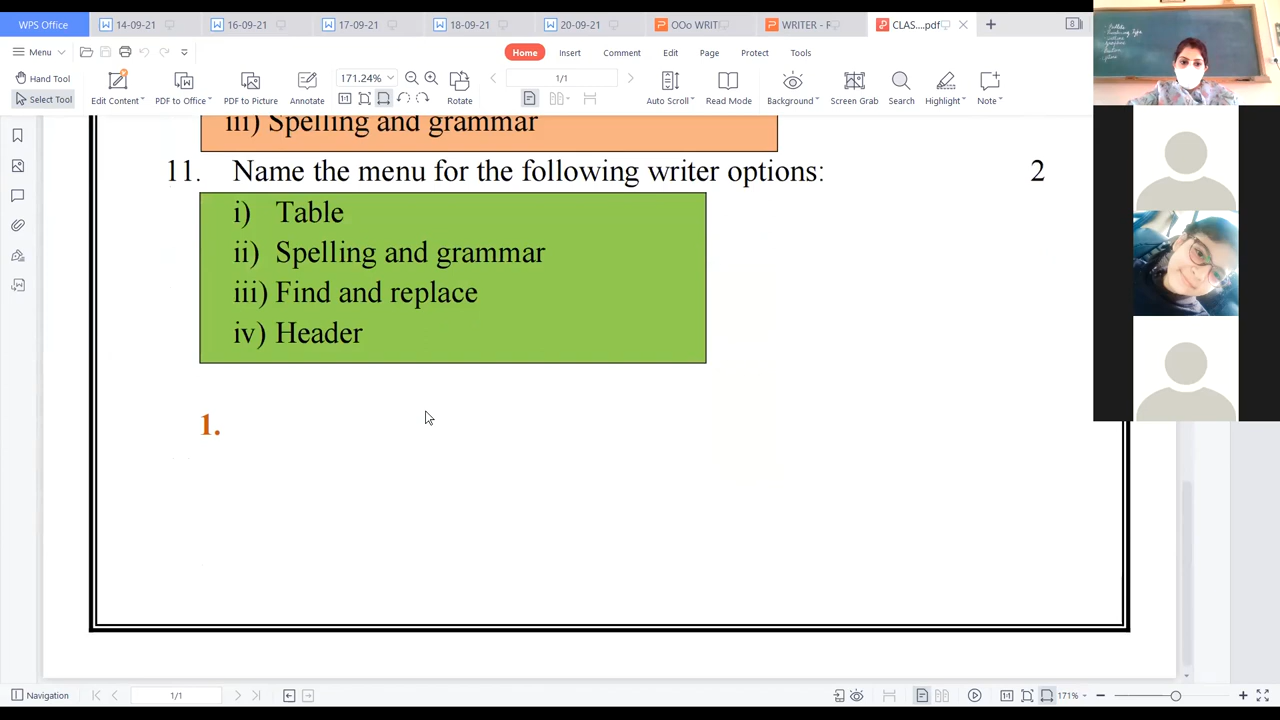 WPS Office
14-09-21
16-09-21
17-09-21
18-09-21
20-09-21
OOo WRIT
WRITER - F
CLAS....pdf
8
Menu
Home
Insert
Comment
Edit
Page
Protect
Tools
Hand Tool
Select Tool
Edit Content
PDF to Office
PDF to Picture
Annotate
171.24%
Rotate
1/1
Auto Scroll
Read Mode
Background
Screen Grab
Search
Highlight
Note
iii) Spelling and grammar
11. Name the menu for the following writer options: 2
i) Table
ii) Spelling and grammar
iii) Find and replace
iv) Header
1.
Navigation
1/1
171%